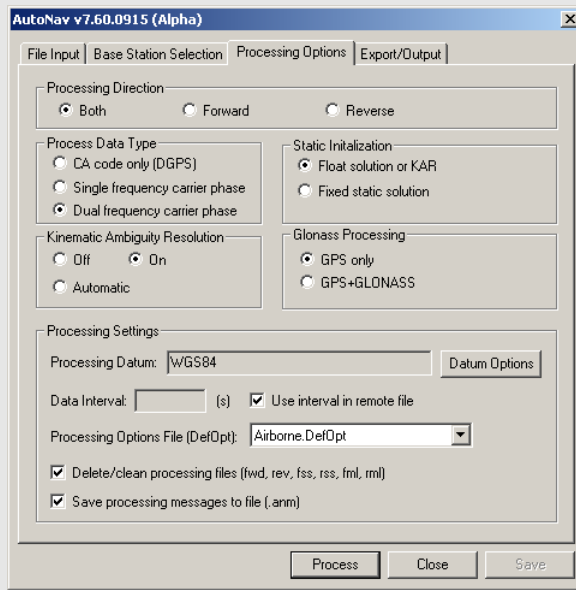 AutoNav v7.60.0915 (Alpha)
File Input Base Station Selection Processing Options Export/Output
Processing Direction
Both Forward Reverse
Process Data Type
CA code only (DGPS)
Single frequency carrier phase
Dual frequency carrier phase
Static Initalization
Float solution or KAR
Fixed static solution
Kinematic Ambiguity Resolution
Off On
Automatic
Glonass Processing
GPS only
GPS+GLONASS
Processing Settings
Processing Datum: WGS84 Datum Options
Data Interval: (s) Use interval in remote file
Processing Options File (DefOpt): Airborne.DefOpt
Delete/clean processing files (fwd, rev, fss, rss, fml, rml)
Save processing messages to file (.anm)
Process Close Save